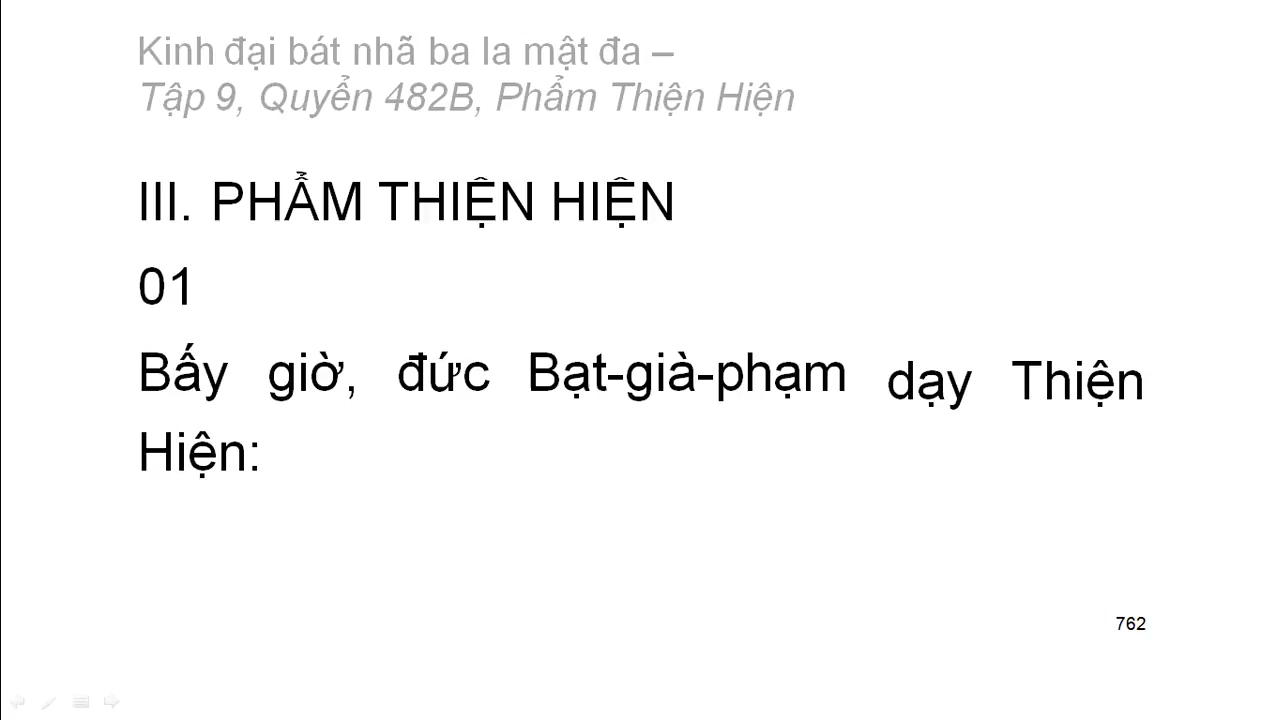 Kinh đại bát nhã ba la mật đa –
Tập 9, Quyển 482B, Phẩm Thiện Hiện
III. PHẨM THIỆN HIỆN
01
Bấy giờ, đức Bạt-già-phạm dạy Thiện
Hiện:
762